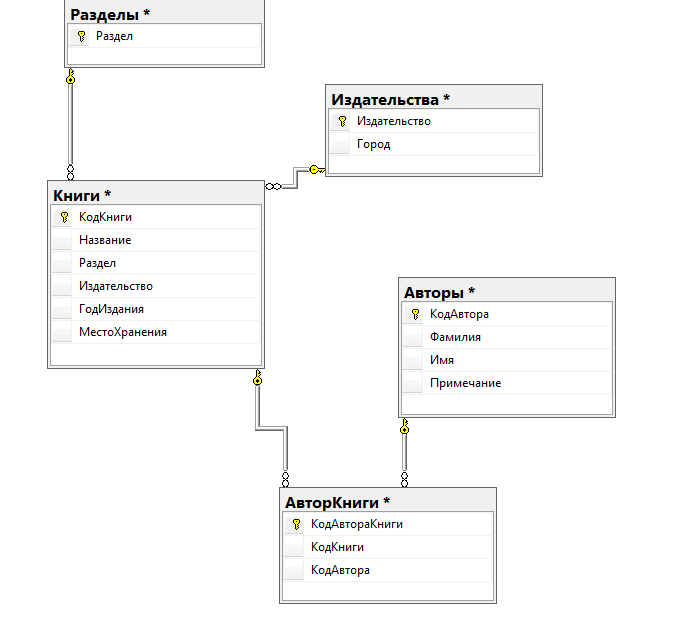 Разделы *
Раздел
Издательства *
Издательство
Город
Книги *
КодКниги
Название
Раздел
Издательство
ГодИздания
МестоХранения
Авторы *
КодАвтора
Фамилия
Имя
Примечание
АвторКниги *
КодАвтораКниги
КодКниги
КодАвтора